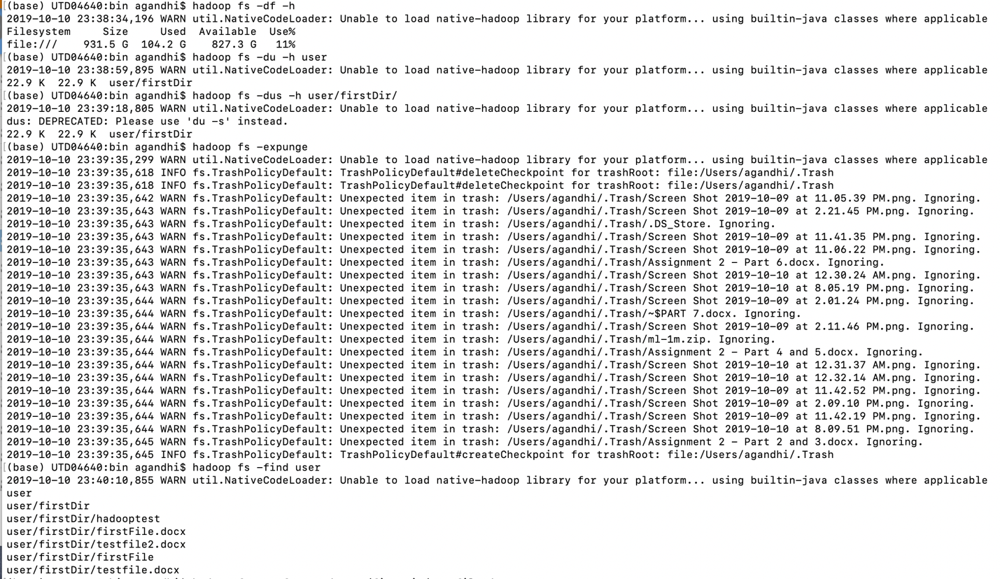 [(base) UTD04640:bin agandhi$ hadoop fs -df -h
2019-10-10 23:38:34,196 WARN util.NativeCodeLoader: Unable to load native-hadoop library for your platform... using builtin-java classes where applicable
Filesystem     Size     Used  Available  Use%
file:///    931.5 G  104.2 G    827.3 G   11%
[(base) UTD04640:bin agandhi$ hadoop fs -du -h user
2019-10-10 23:38:59,895 WARN util.NativeCodeLoader: Unable to load native-hadoop library for your platform... using builtin-java classes where applicable
22.9 K  22.9 K  user/firstDir
[(base) UTD04640:bin agandhi$ hadoop fs -dus -h user/firstDir/
2019-10-10 23:39:18,805 WARN util.NativeCodeLoader: Unable to load native-hadoop library for your platform... using builtin-java classes where applicable
dus: DEPRECATED: Please use 'du -s' instead.
22.9 K  22.9 K  user/firstDir
[(base) UTD04640:bin agandhi$ hadoop fs -expunge
2019-10-10 23:39:35,299 WARN util.NativeCodeLoader: Unable to load native-hadoop library for your platform... using builtin-java classes where applicable
2019-10-10 23:39:35,618 INFO fs.TrashPolicyDefault: TrashPolicyDefault#deleteCheckpoint for trashRoot: file:/Users/agandhi/.Trash
2019-10-10 23:39:35,618 INFO fs.TrashPolicyDefault: TrashPolicyDefault#deleteCheckpoint for trashRoot: file:/Users/agandhi/.Trash
2019-10-10 23:39:35,642 WARN fs.TrashPolicyDefault: Unexpected item in trash: /Users/agandhi/.Trash/Screen Shot 2019-10-09 at 11.05.39 PM.png. Ignoring.
2019-10-10 23:39:35,643 WARN fs.TrashPolicyDefault: Unexpected item in trash: /Users/agandhi/.Trash/Screen Shot 2019-10-09 at 2.21.45 PM.png. Ignoring.
2019-10-10 23:39:35,643 WARN fs.TrashPolicyDefault: Unexpected item in trash: /Users/agandhi/.Trash/.DS_Store. Ignoring.
2019-10-10 23:39:35,643 WARN fs.TrashPolicyDefault: Unexpected item in trash: /Users/agandhi/.Trash/Screen Shot 2019-10-09 at 11.41.35 PM.png. Ignoring.
2019-10-10 23:39:35,643 WARN fs.TrashPolicyDefault: Unexpected item in trash: /Users/agandhi/.Trash/Screen Shot 2019-10-09 at 11.06.22 PM.png. Ignoring.
2019-10-10 23:39:35,643 WARN fs.TrashPolicyDefault: Unexpected item in trash: /Users/agandhi/.Trash/Assignment 2 - Part 6.docx. Ignoring.
2019-10-10 23:39:35,643 WARN fs.TrashPolicyDefault: Unexpected item in trash: /Users/agandhi/.Trash/Screen Shot 2019-10-10 at 12.30.24 AM.png. Ignoring.
2019-10-10 23:39:35,643 WARN fs.TrashPolicyDefault: Unexpected item in trash: /Users/agandhi/.Trash/Screen Shot 2019-10-10 at 8.05.19 PM.png. Ignoring.
2019-10-10 23:39:35,644 WARN fs.TrashPolicyDefault: Unexpected item in trash: /Users/agandhi/.Trash/Screen Shot 2019-10-09 at 2.01.24 PM.png. Ignoring.
2019-10-10 23:39:35,644 WARN fs.TrashPolicyDefault: Unexpected item in trash: /Users/agandhi/.Trash/~$PART 7.docx. Ignoring.
2019-10-10 23:39:35,644 WARN fs.TrashPolicyDefault: Unexpected item in trash: /Users/agandhi/.Trash/Screen Shot 2019-10-09 at 2.11.46 PM.png. Ignoring.
2019-10-10 23:39:35,644 WARN fs.TrashPolicyDefault: Unexpected item in trash: /Users/agandhi/.Trash/ml-1m.zip. Ignoring.
2019-10-10 23:39:35,644 WARN fs.TrashPolicyDefault: Unexpected item in trash: /Users/agandhi/.Trash/Assignment 2 - Part 4 and 5.docx. Ignoring.
2019-10-10 23:39:35,644 WARN fs.TrashPolicyDefault: Unexpected item in trash: /Users/agandhi/.Trash/Screen Shot 2019-10-10 at 12.31.37 AM.png. Ignoring.
2019-10-10 23:39:35,644 WARN fs.TrashPolicyDefault: Unexpected item in trash: /Users/agandhi/.Trash/Screen Shot 2019-10-10 at 12.32.14 AM.png. Ignoring.
2019-10-10 23:39:35,644 WARN fs.TrashPolicyDefault: Unexpected item in trash: /Users/agandhi/.Trash/Screen Shot 2019-10-09 at 11.42.52 PM.png. Ignoring.
2019-10-10 23:39:35,644 WARN fs.TrashPolicyDefault: Unexpected item in trash: /Users/agandhi/.Trash/Screen Shot 2019-10-09 at 2.09.10 PM.png. Ignoring.
2019-10-10 23:39:35,644 WARN fs.TrashPolicyDefault: Unexpected item in trash: /Users/agandhi/.Trash/Screen Shot 2019-10-09 at 11.42.19 PM.png. Ignoring.
2019-10-10 23:39:35,644 WARN fs.TrashPolicyDefault: Unexpected item in trash: /Users/agandhi/.Trash/Screen Shot 2019-10-10 at 8.09.51 PM.png. Ignoring.
2019-10-10 23:39:35,645 WARN fs.TrashPolicyDefault: Unexpected item in trash: /Users/agandhi/.Trash/Assignment 2 - Part 2 and 3.docx. Ignoring.
2019-10-10 23:39:35,645 INFO fs.TrashPolicyDefault: TrashPolicyDefault#createCheckpoint for trashRoot: file:/Users/agandhi/.Trash
[(base) UTD04640:bin agandhi$ hadoop fs -find user
2019-10-10 23:40:10,855 WARN util.NativeCodeLoader: Unable to load native-hadoop library for your platform... using builtin-java classes where applicable
user
user/firstDir
user/firstDir/hadooptest
user/firstDir/firstFile.docx
user/firstDir/testfile2.docx
user/firstDir/firstFile
user/firstDir/testfile.docx